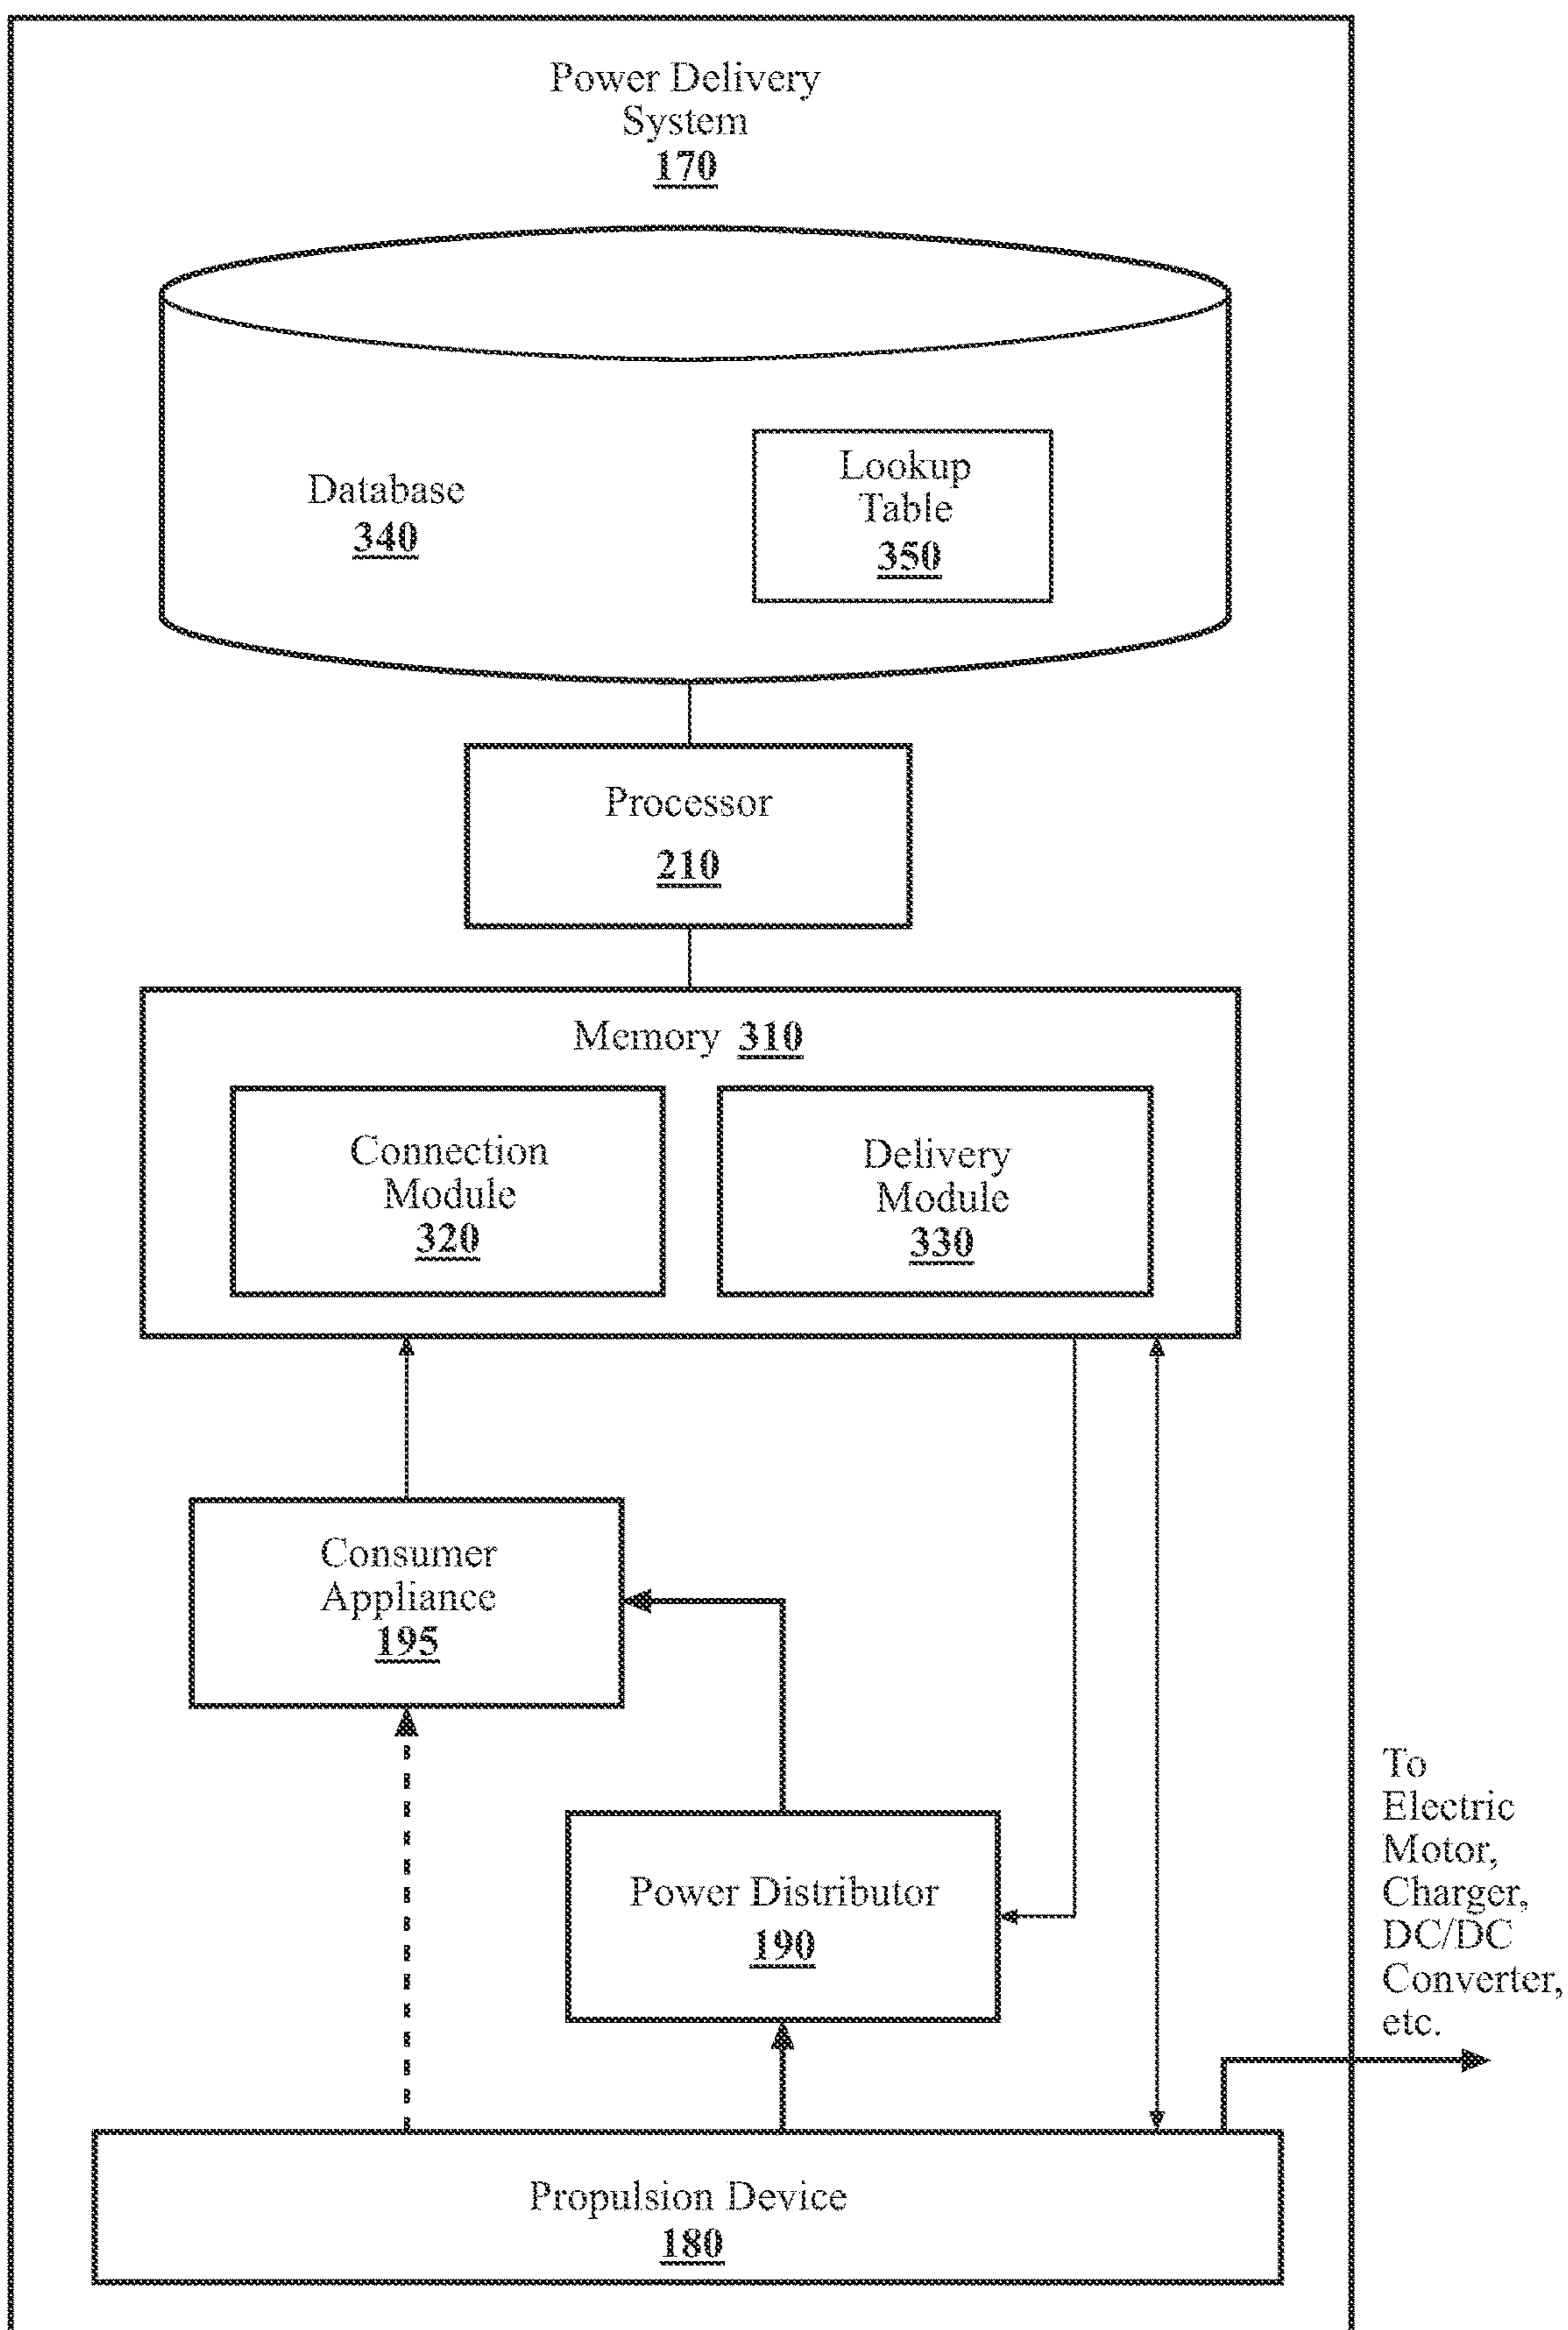 Power Delivery
System
170
Database
340
Lookup
Table
350
Processor
210
Memory 310
Connection
Module
320
Delivery
Module
330
Consumer
Appliance
195
Power Distributor
190
To
Electric
Motor,
Charger,
DC/DC
Converter,
etc.
Propulsion Device
180